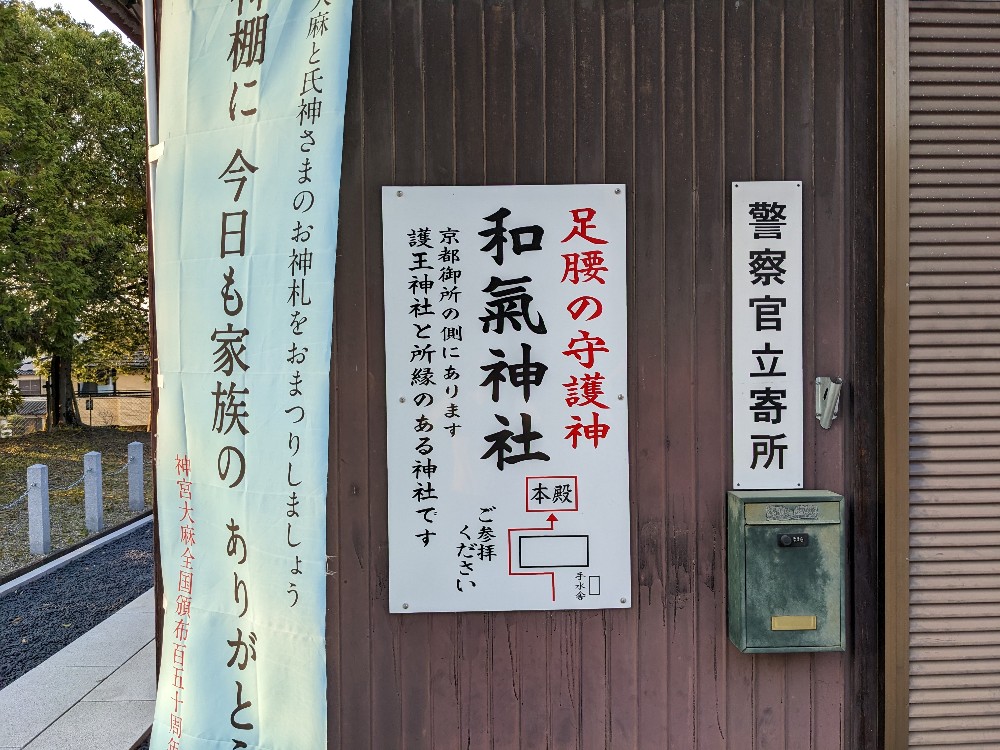 警察官立寄所
足腰の守護神
和氣神社
京都御所の側にあります
護王神社と所縁のある神社です
ご参拝
ください
本殿
手水舎
大麻と氏神さまのお神札をおまつりしましょう
神棚に 今日も家族の ありがとう
神宮大麻全国頒布百五十周年